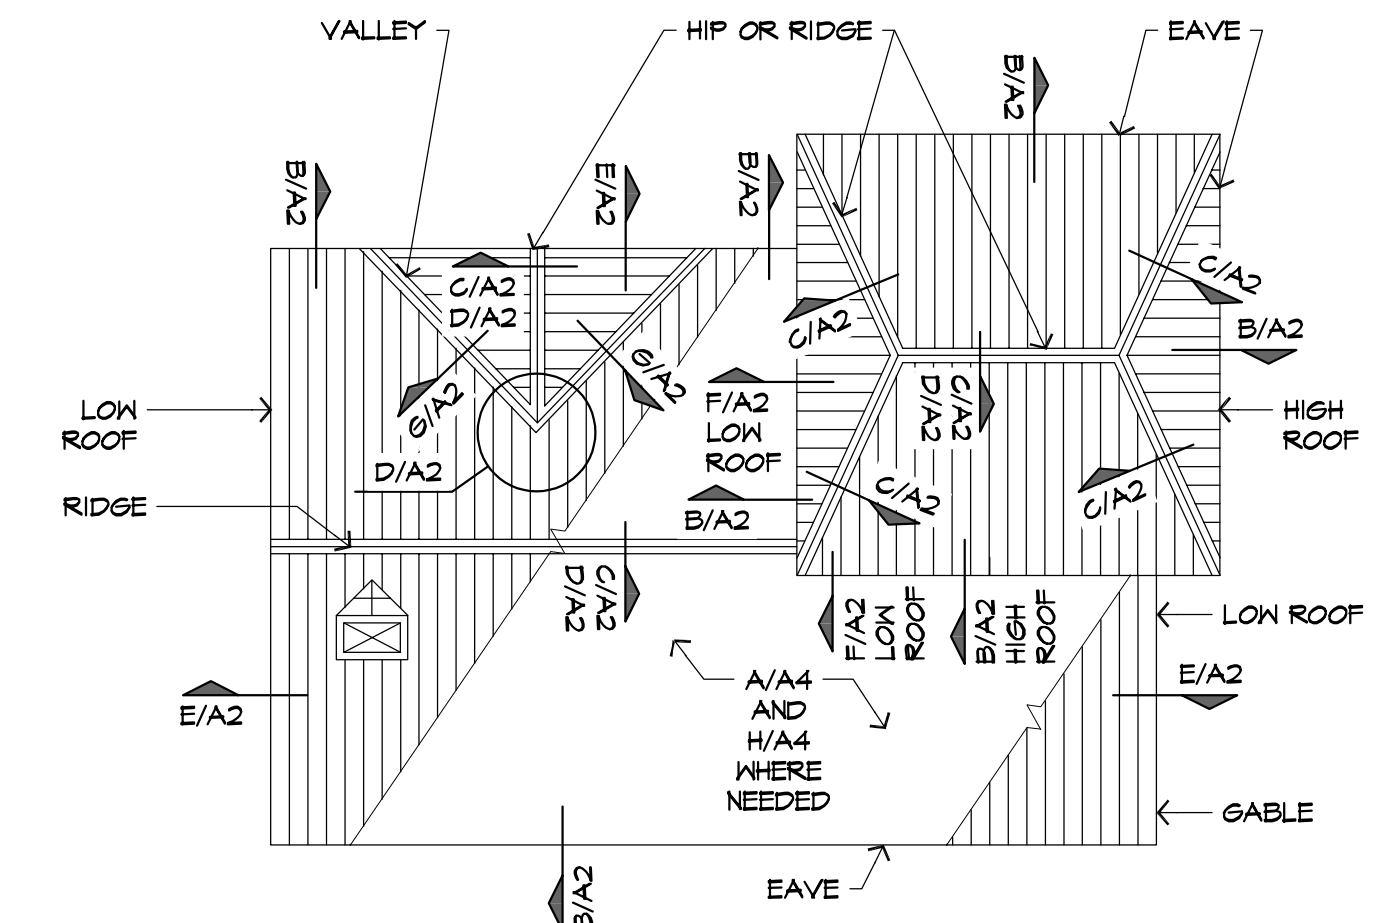 VALLEY
HIP OR RIDGE
EAVE
B/A2
B/A2
E/A2
B/A2
C/A2
D/A2
C/A2
C/A2
B/A2
G/A2
G/A2
F/A2
LOW
ROOF
C/A2
D/A2
LOW
ROOF
HIGH
ROOF
D/A2
RIDGE
B/A2
C/A2
C/A2
C/A2
D/A2
F/A2
LOW
ROOF
B/A2
HIGH
ROOF
LOW ROOF
E/A2
E/A2
A/A4
AND
H/A4
WHERE
NEEDED
GABLE
EAVE
B/A2